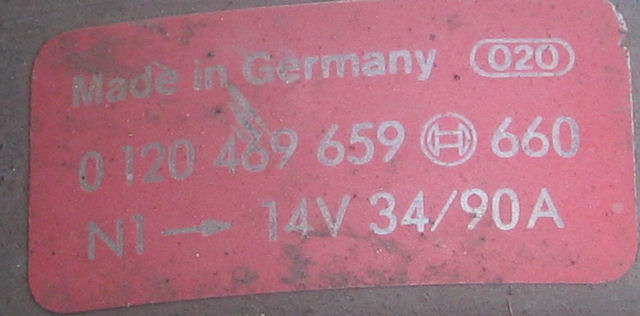 Made in Germany 020
0 120 469 659 660
N1 → 14V 34/90A